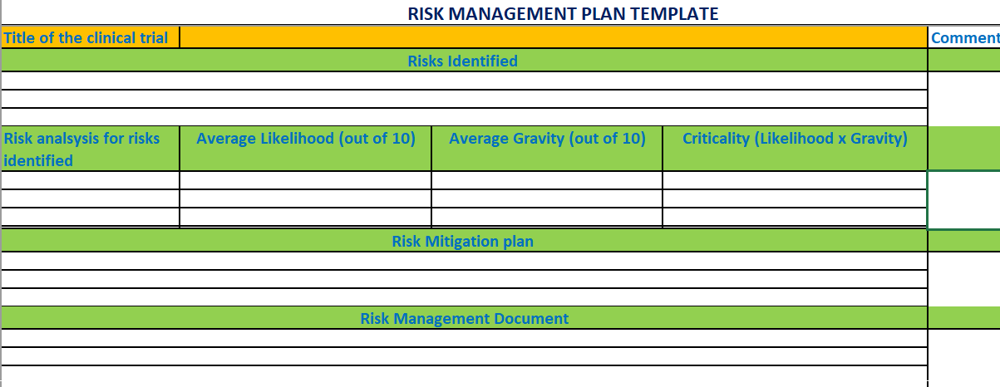 RISK MANAGEMENT PLAN TEMPLATE
Title of the clinical trial Comment
Risks Identified
Risk analsysis for risks identified Average Likelihood (out of 10) Average Gravity (out of 10) Criticality (Likelihood x Gravity)
Risk Mitigation plan
Risk Management Document